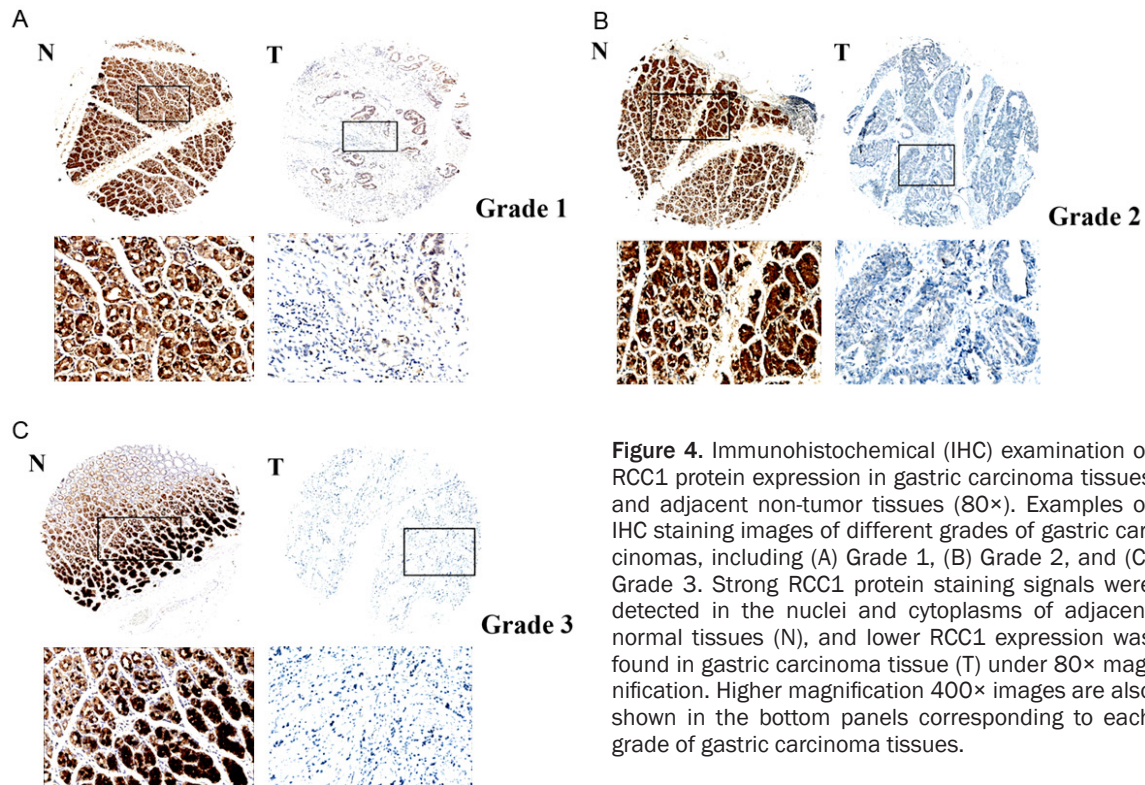 A
N
T
Grade 1
B
N
T
Grade 2
C
N
T
Grade 3
Figure 4. Immunohistochemical (IHC) examination o
RCC1 protein expression in gastric carcinoma tissues
and adjacent non-tumor tissues (80×). Examples o
IHC staining images of different grades of gastric car
cinomas, including (A) Grade 1, (B) Grade 2, and (C
Grade 3. Strong RCC1 protein staining signals were
detected in the nuclei and cytoplasms of adjacen
normal tissues (N), and lower RCC1 expression was
found in gastric carcinoma tissue (T) under 80× mag
nification. Higher magnification 400× images are also
shown in the bottom panels corresponding to each
grade of gastric carcinoma tissues.